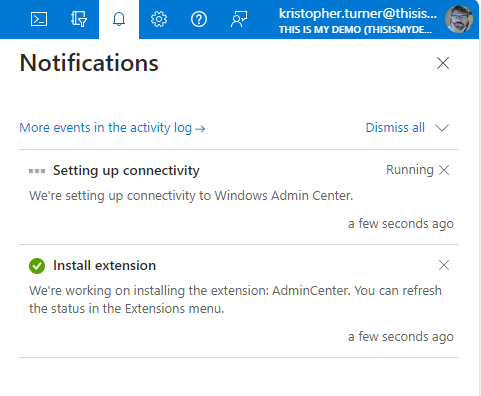 kristopher.turner@thisis...
THIS IS MY DEMO (THISISMYDE...
Notifications
More events in the activity log →
Dismiss all
Setting up connectivity
Running
We're setting up connectivity to Windows Admin Center.
a few seconds ago
Install extension
We're working on installing the extension: AdminCenter. You can refresh
the status in the Extensions menu.
a few seconds ago